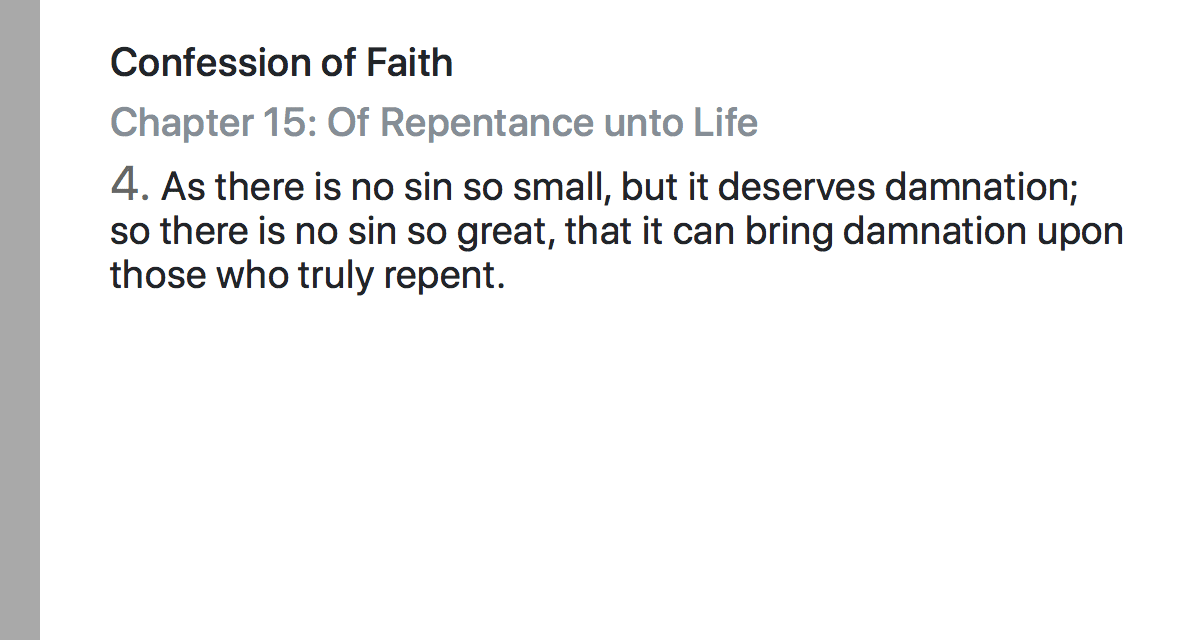 Confession of Faith
Chapter 15: Of Repentance unto Life
4. As there is no sin so small, but it deserves damnation;
so there is no sin so great, that it can bring damnation upon
those who truly repent.